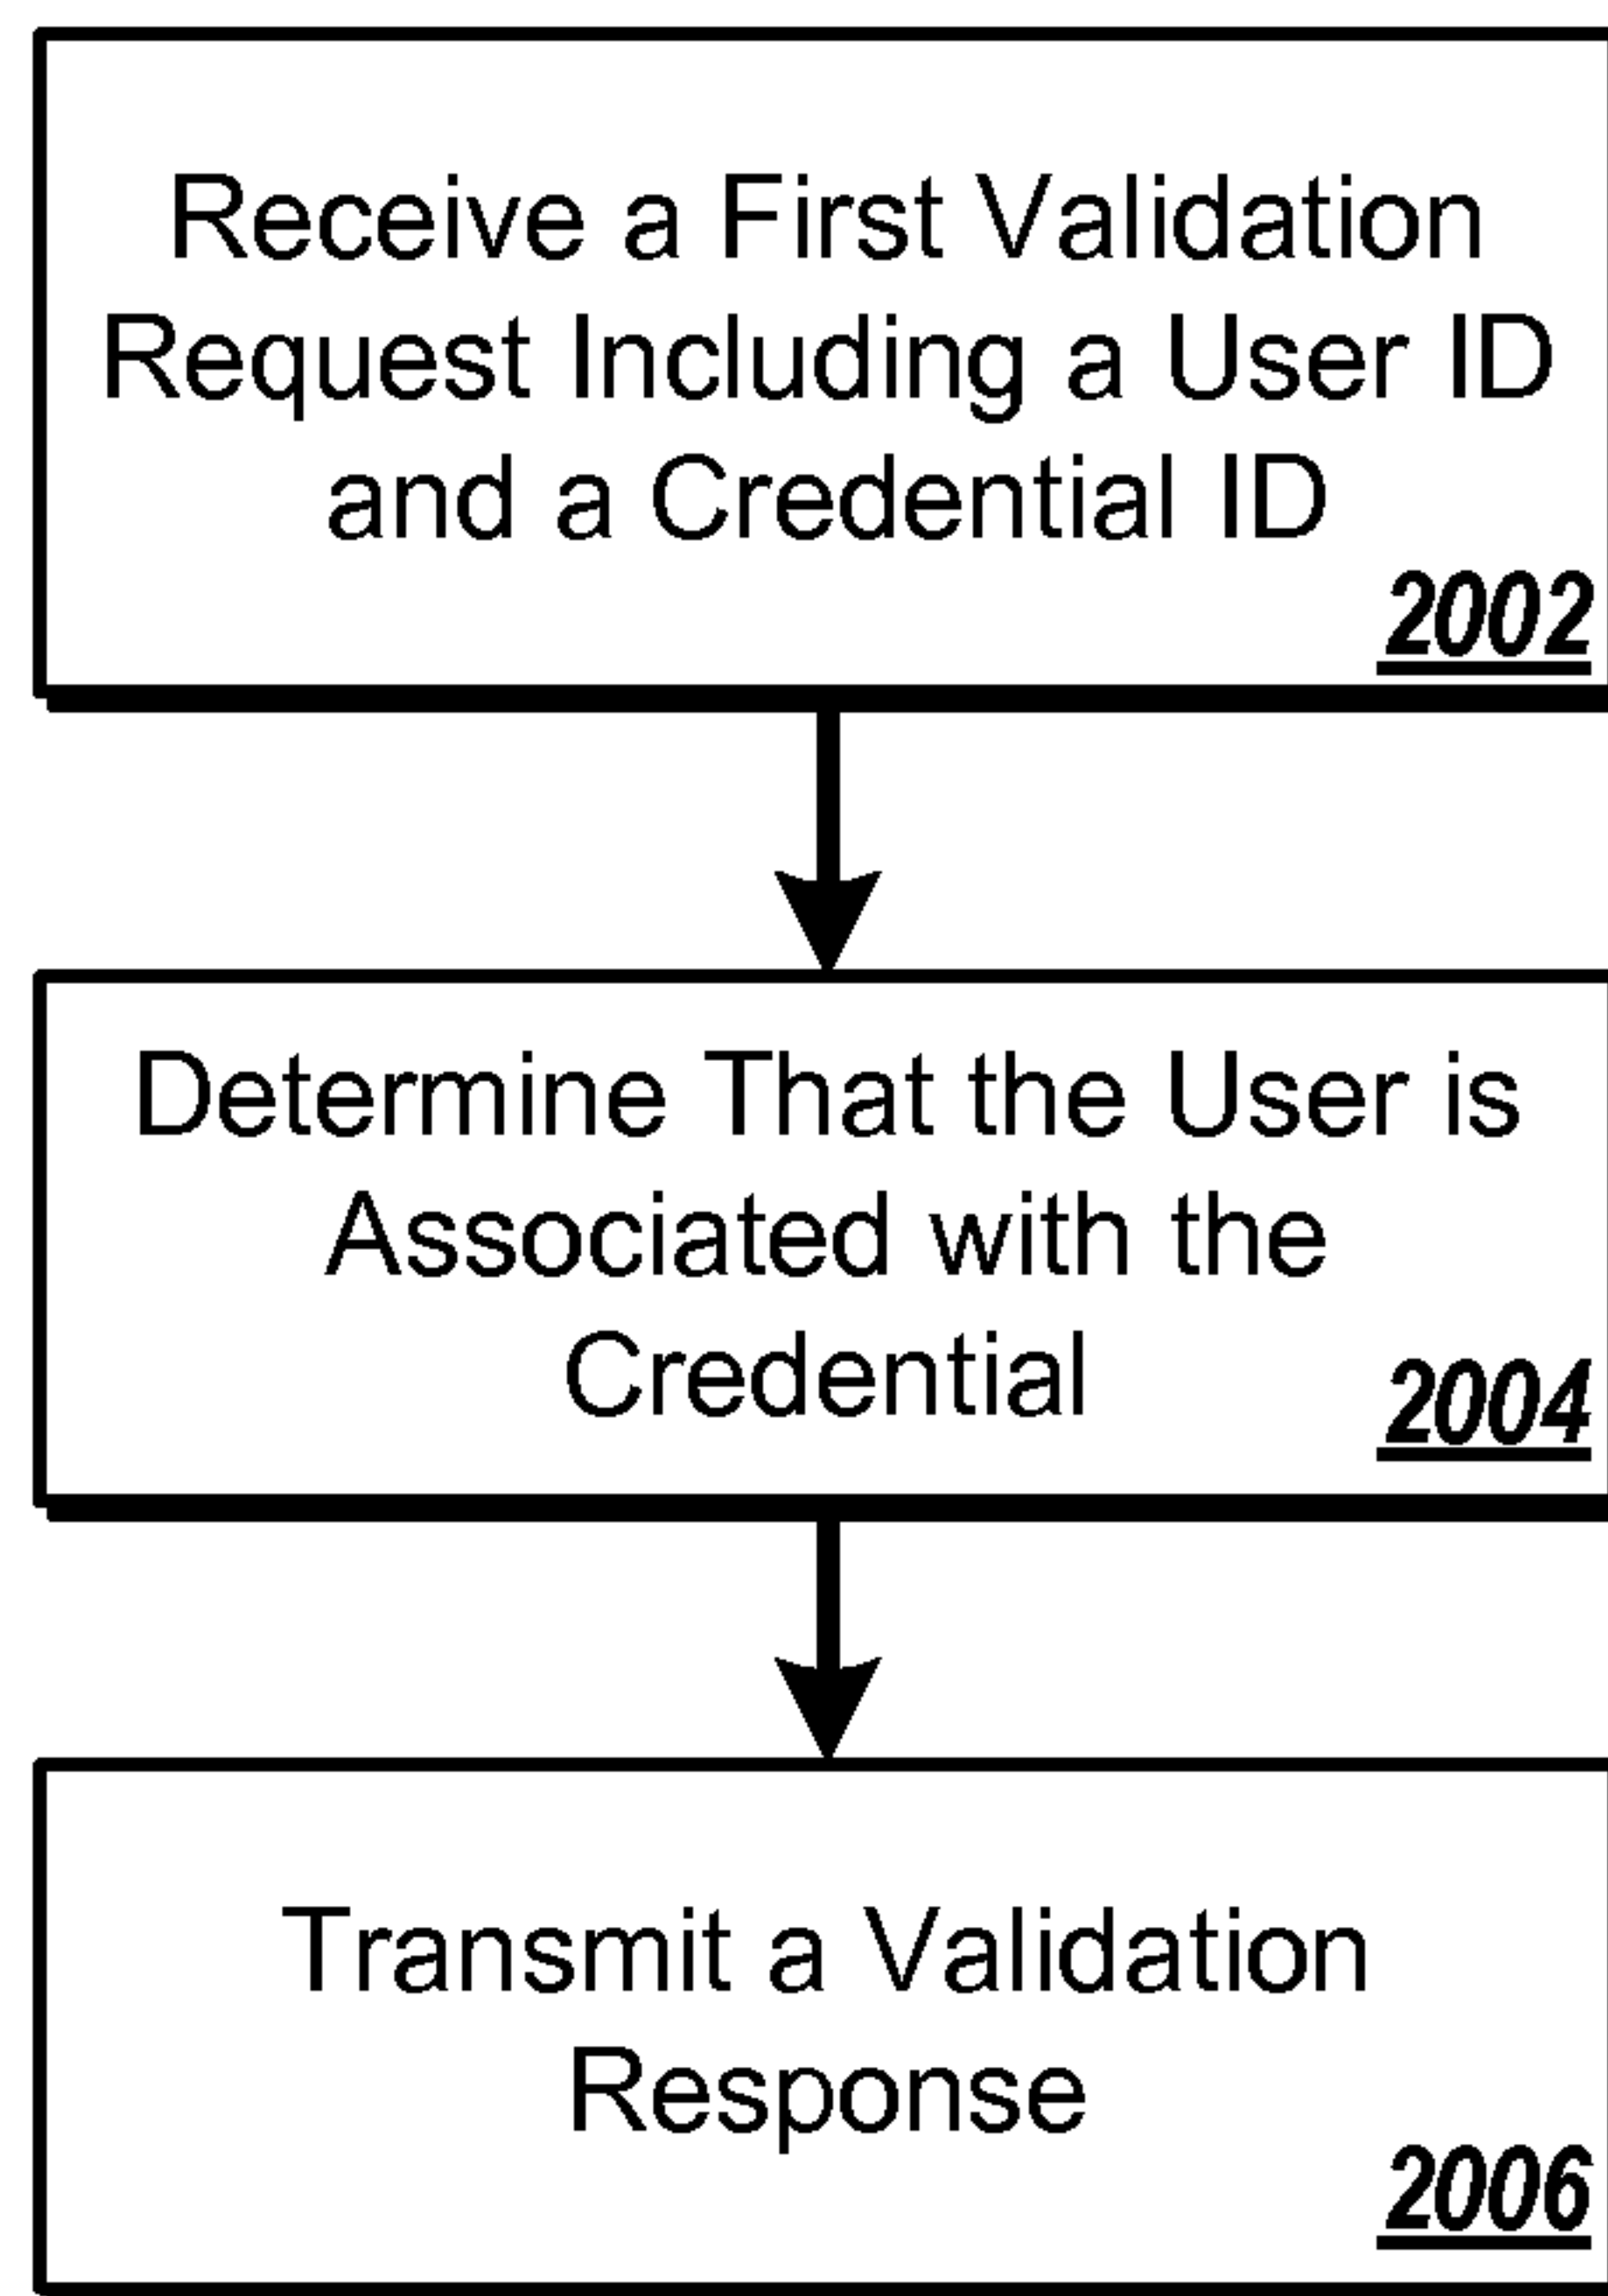 Receive a First Validation
Request Including a User ID
and a Credential ID
2002
Determine That the User is
Associated with the
Credential
2004
Transmit a Validation
Response
2006